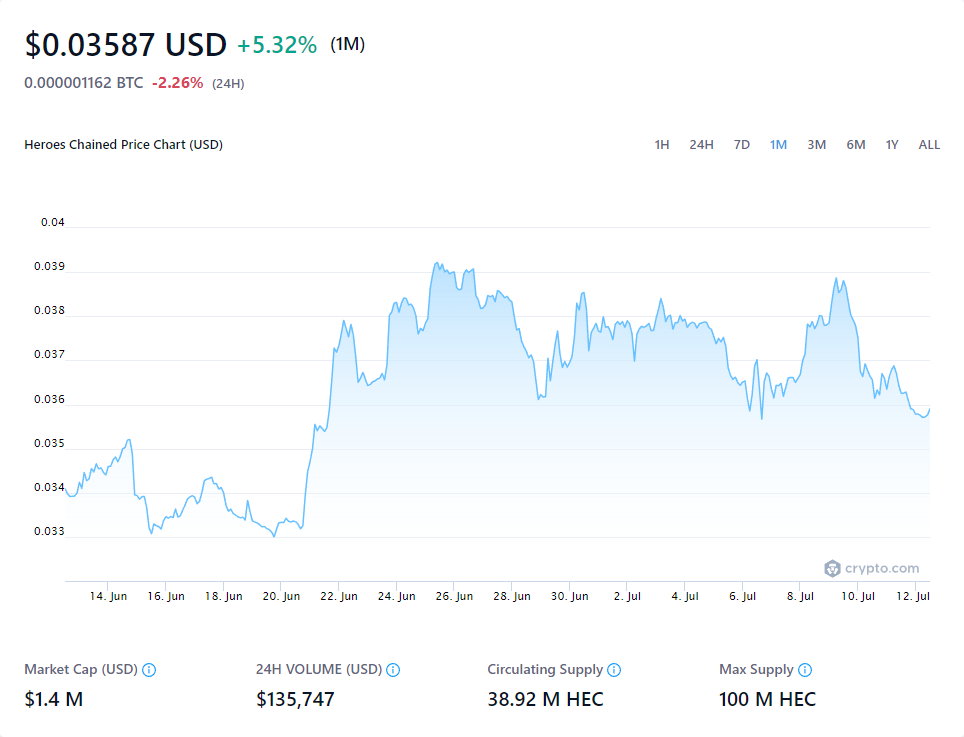 $0.03587 USD +5.32% (1M)
0.000001162 BTC -2.26% (24H)
Heroes Chained Price Chart (USD) 1H 24H 7D 1M 3M 6M 1Y ALL
0.04
0.039
0.038
0.037
0.036
0.035
0.034
0.033
crypto.com
14. Jun 16. Jun 18. Jun 20. Jun 22. Jun 24. Jun 26. Jun 28. Jun 30. Jun 2. Jul 4. Jul 6. Jul 8. Jul 10. Jul 12. Jul
Market Cap (USD) 24H VOLUME (USD) Circulating Supply Max Supply
$1.4 M $135,747 38.92 M HEC 100 M HEC